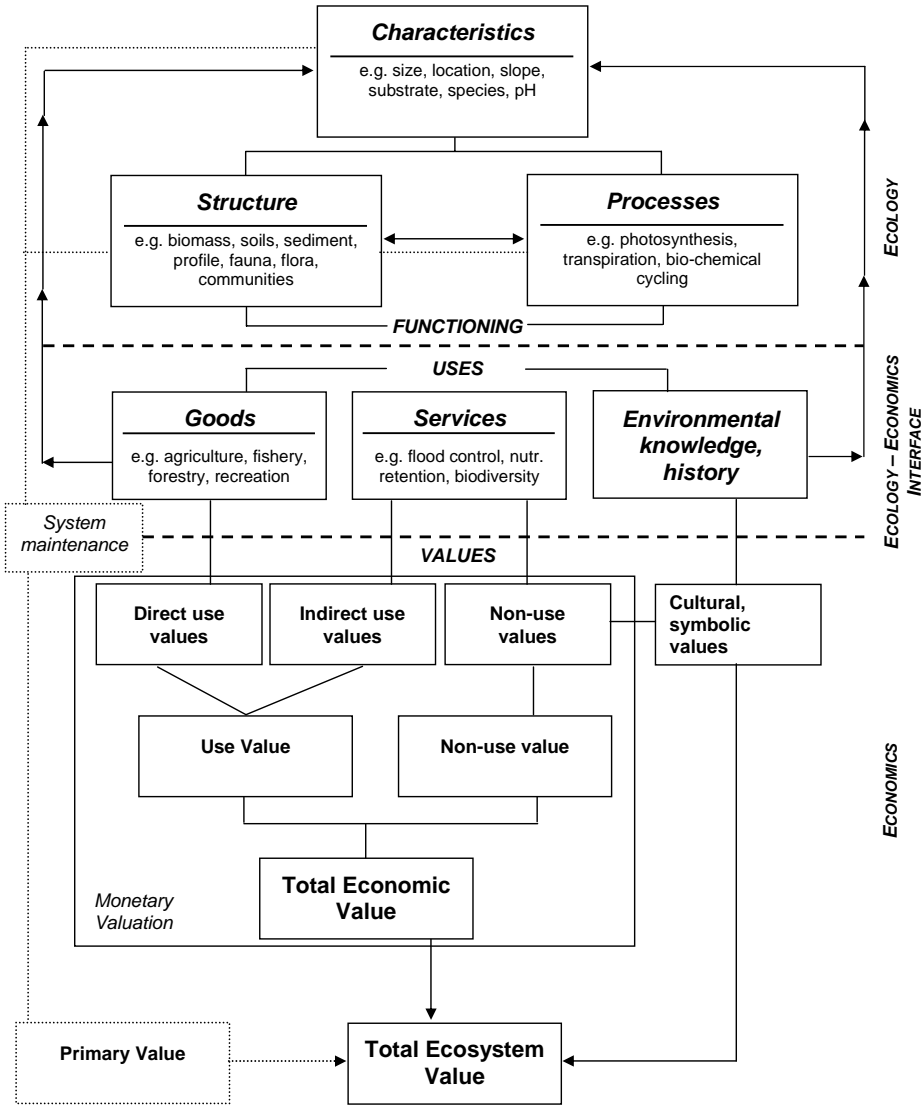 Characteristics
e.g. size, location, slope,
substrate, species, pH
Structure
e.g. biomass, soils, sediment,
profile, fauna, flora,
communities
Processes
e.g. photosynthesis,
transpiration, bio-chemical
cycling
ECOLOGY
FUNCTIONING
USES
Goods
e.g. agriculture, fishery,
forestry, recreation
Services
e.g. flood control, nutr.
retention, biodiversity
Environmental
knowledge,
history
ECOLOGY – ECONOMICS
INTERFACE
System
maintenance
VALUES
Direct use
values
Indirect use
values
Non-use
values
Cultural,
symbolic
values
Use Value
Non-use value
ECONOMICS
Total Economic
Value
Monetary
Valuation
Primary Value
Total Ecosystem
Value